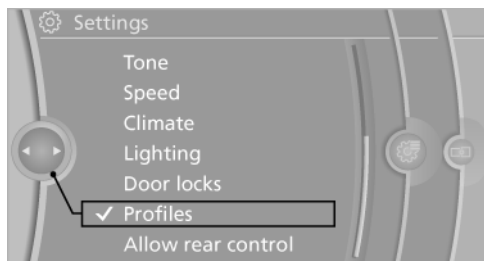 Settings
Tone
Speed
Climate
Lighting
Door locks
✓ Profiles
Allow rear control